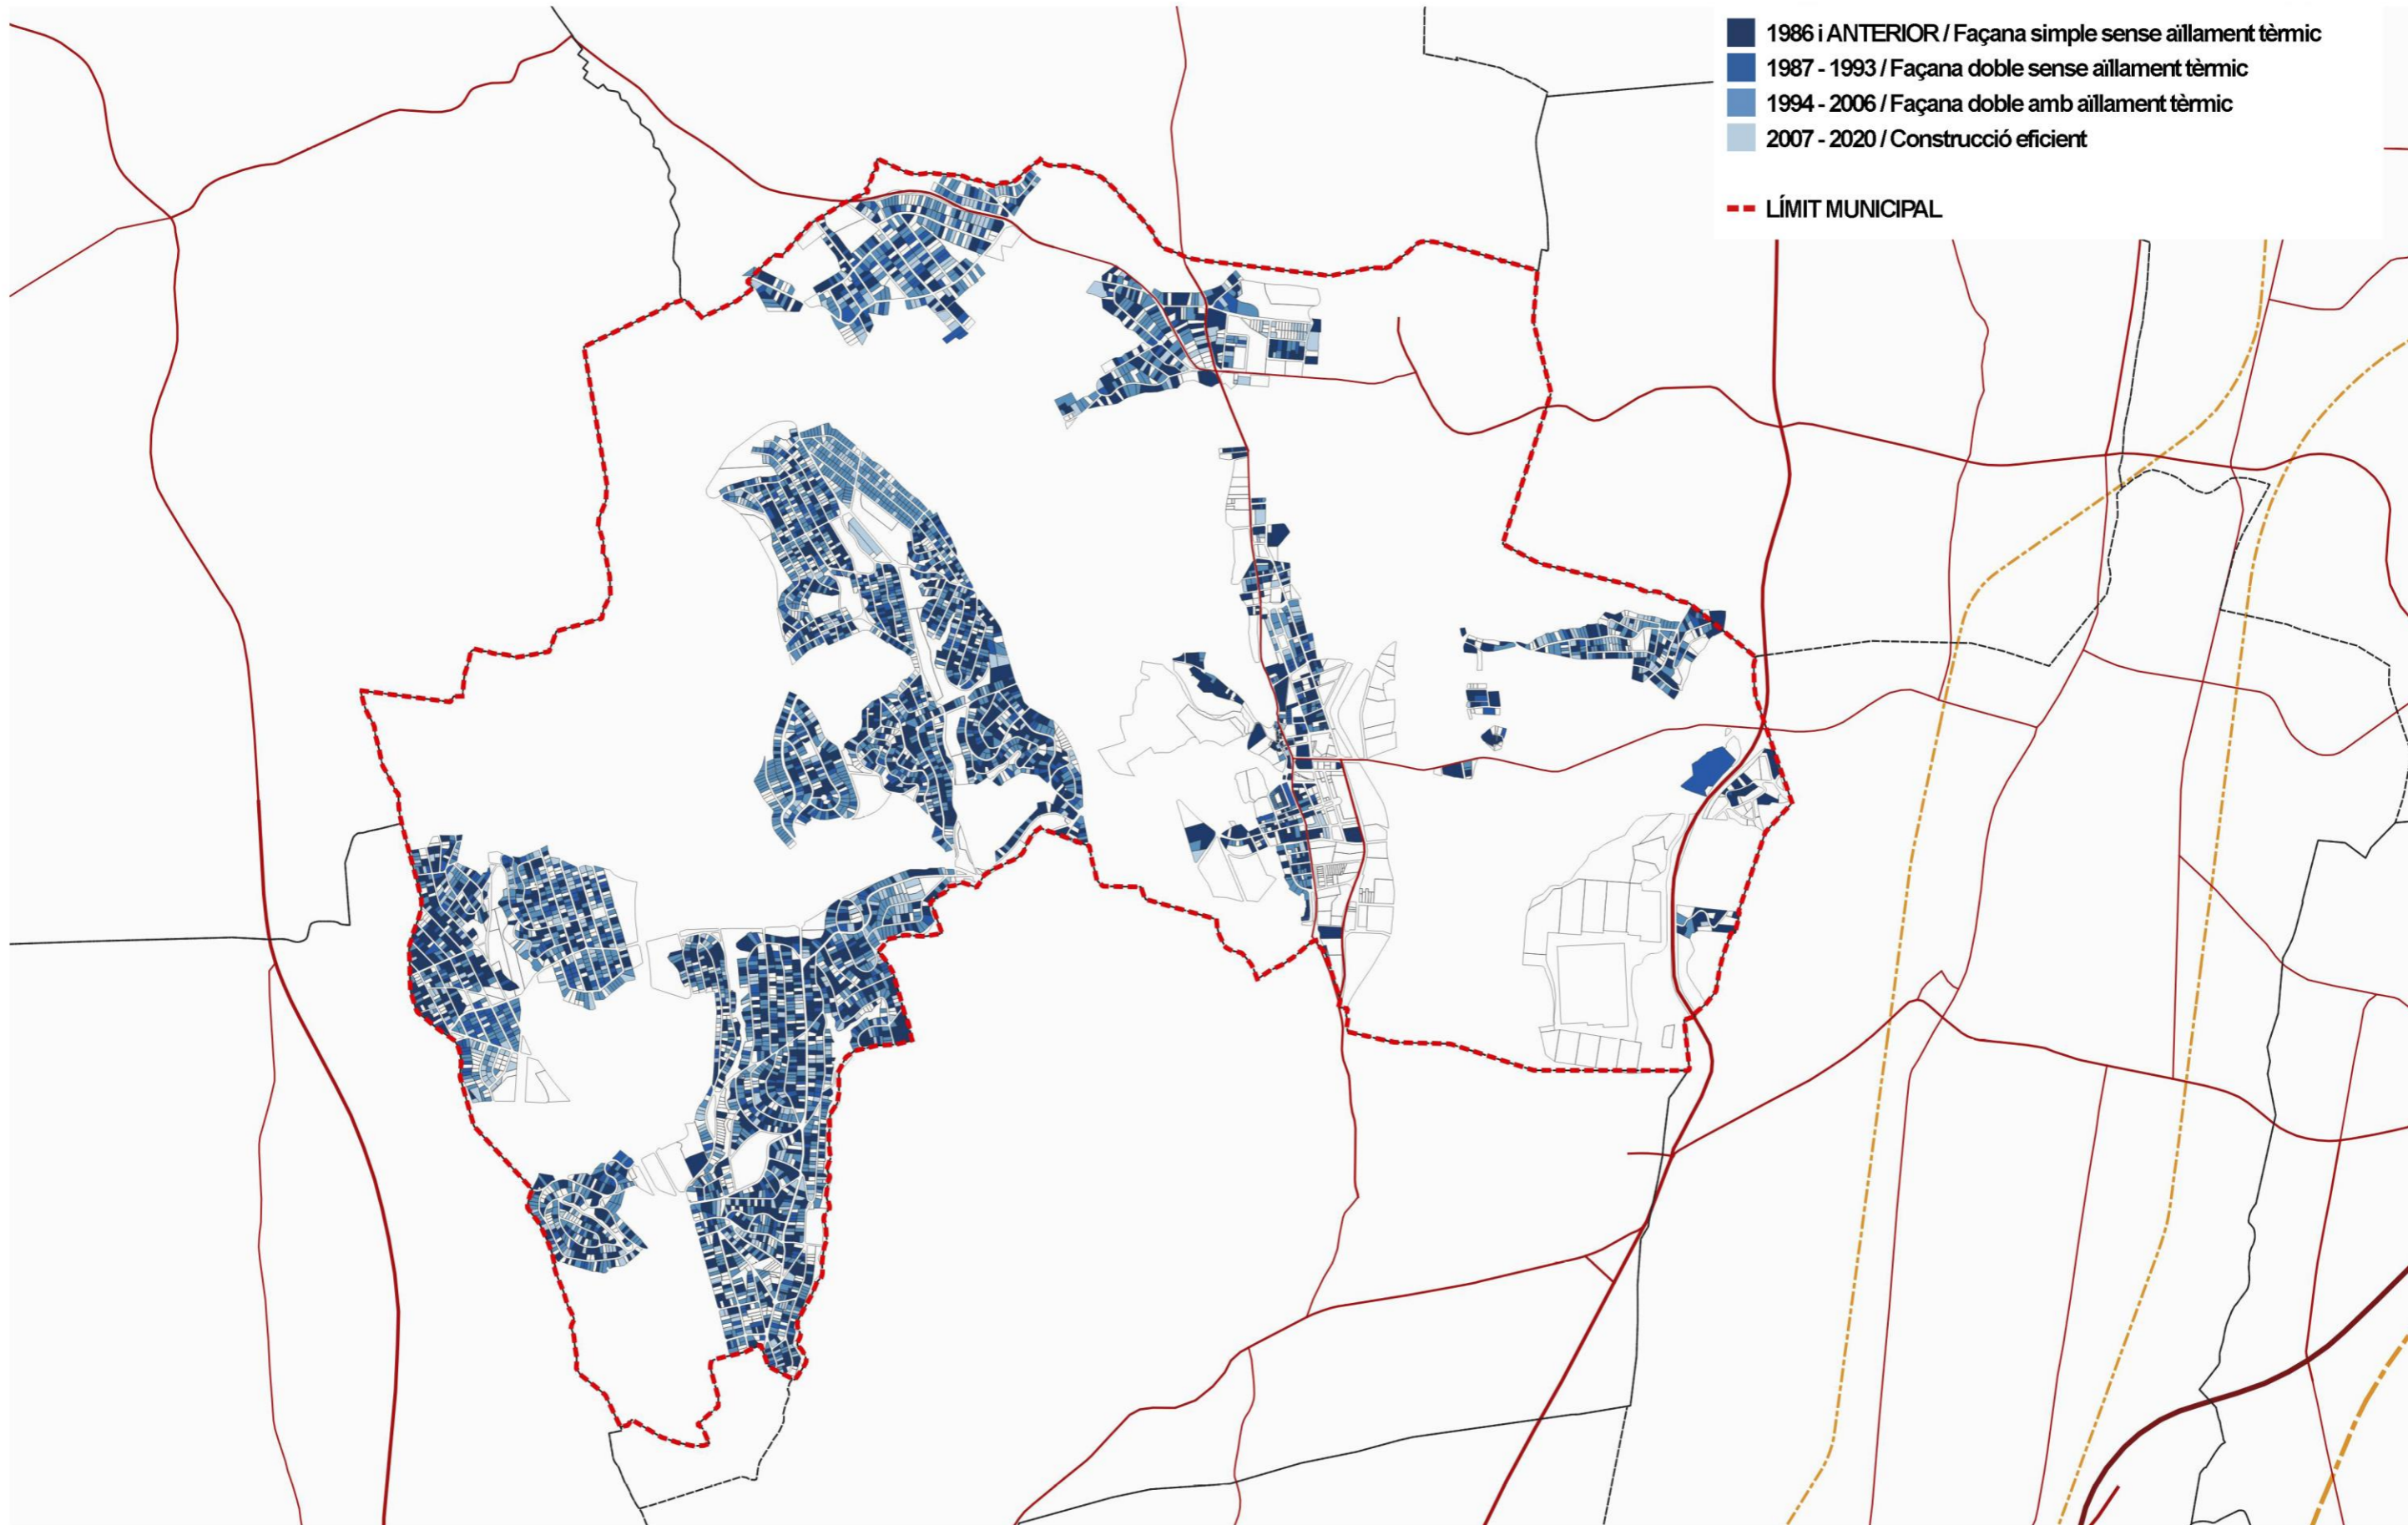 1986 i ANTERIOR / Façana simple sense aïllament tèrmic
1987 - 1993 / Façana doble sense aïllament tèrmic
1994 - 2006 / Façana doble amb aïllament tèrmic
2007 - 2020 / Construcció eficient
LÍMIT MUNICIPAL